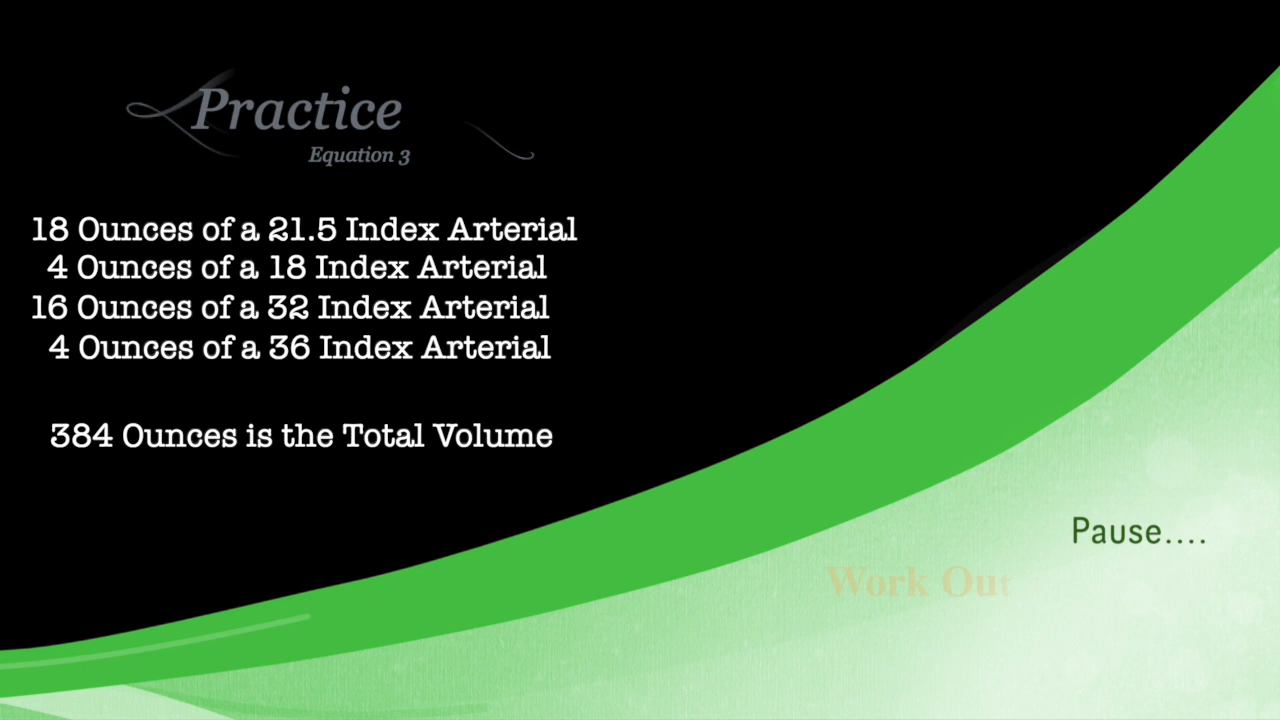 Practice
Equation 3
18 Ounces of a 21.5 Index Arterial
4 Ounces of a 18 Index Arterial
16 Ounces of a 32 Index Arterial
4 Ounces of a 36 Index Arterial
384 Ounces is the Total Volume
Pause....
Work Out